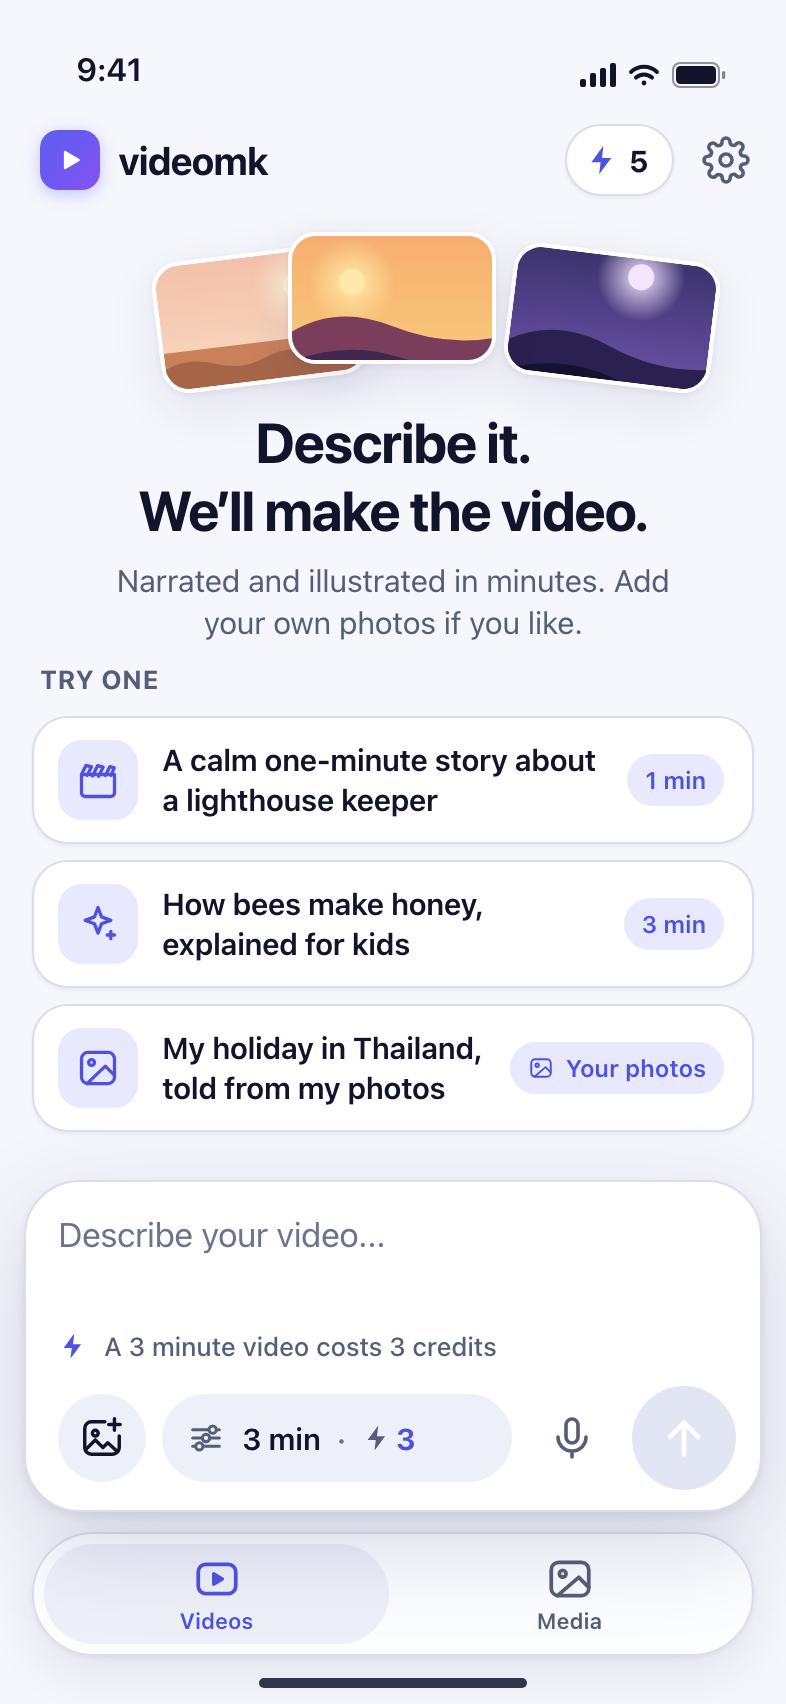 9:41
videomk
5
Describe it.
We'll make the video.
Narrated and illustrated in minutes. Add
your own photos if you like.
TRY ONE
A calm one-minute story about
a lighthouse keeper
1 min
How bees make honey,
explained for kids
3 min
My holiday in Thailand,
told from my photos
Your photos
Describe your video...
A 3 minute video costs 3 credits
3 min · 3
Videos
Media